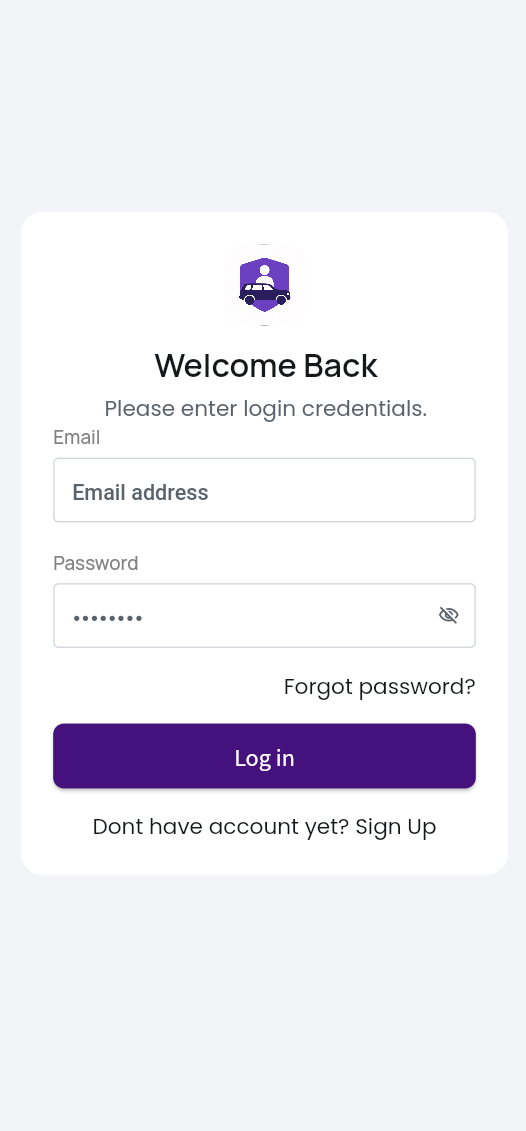 Welcome Back
Please enter login credentials.
Email
Email address
Password
••••••••
Forgot password?
Log in
Dont have account yet? Sign Up